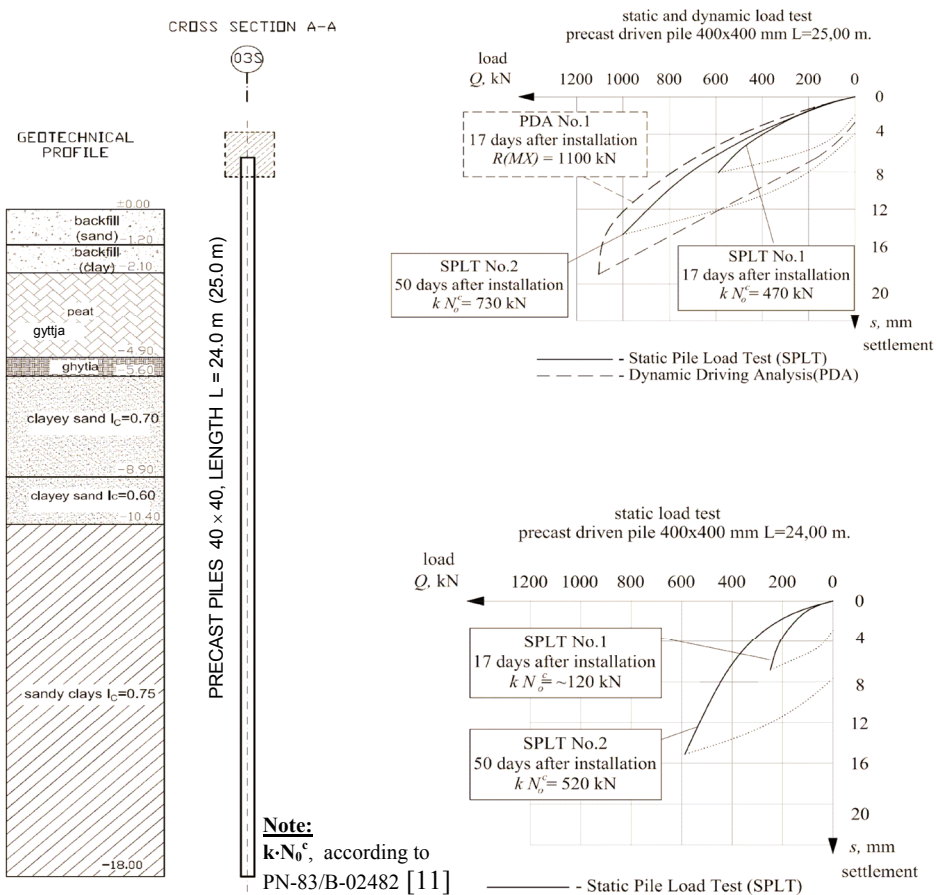 CROSS SECTION A-A
03S
GEOTECHNICAL
PROFILE
±0.00
backfill
(sand)
-1.20
backfill
(clay)
-2.10
peat
gyttja
-4.90
ghytia
-5.60
clayey sand I_C=0.70
-8.90
clayey sand I_C=0.60
-10.40
sandy clays I_C=0.75
-18.00
PRECAST PILES 40 × 40, LENGTH L = 24.0 m (25.0 m)
Note:
k·N₀ᶜ, according to
PN-83/B-02482 [11]
static and dynamic load test
precast driven pile 400x400 mm L=25,00 m.
load
Q, kN
1200 1000 800 600 400 200 0
0
4
8
12
16
20
s, mm
settlement
PDA No.1
17 days after installation
R(MX) = 1100 kN
SPLT No.2
50 days after installation
k Nₒᶜ= 730 kN
SPLT No.1
17 days after installation
k Nₒᶜ= 470 kN
- Static Pile Load Test (SPLT)
- Dynamic Driving Analysis(PDA)
static load test
precast driven pile 400x400 mm L=24,00 m.
load
Q, kN
1200 1000 800 600 400 200 0
0
4
8
12
16
20
s, mm
settlement
SPLT No.1
17 days after installation
k Nₒᶜ= ~120 kN
SPLT No.2
50 days after installation
k Nₒᶜ= 520 kN
- Static Pile Load Test (SPLT)